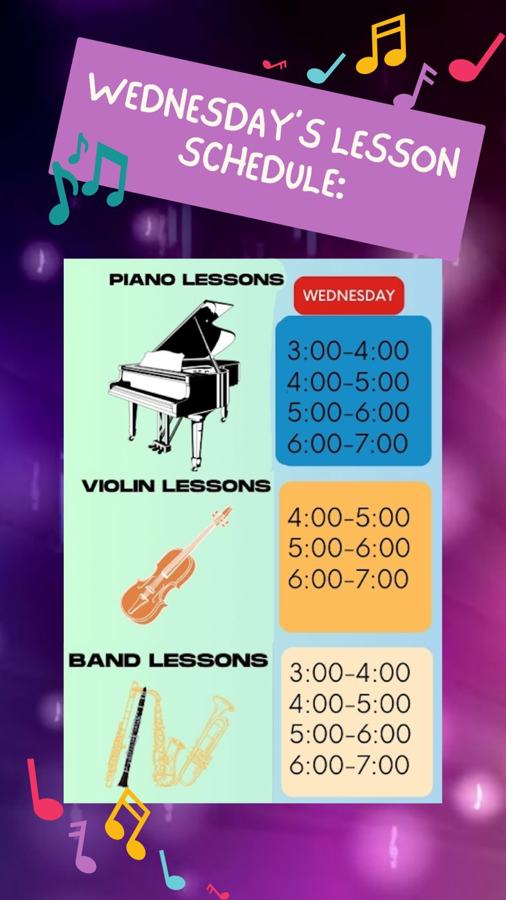 WEDNESDAY'S LESSON
SCHEDULE:
PIANO LESSONS
WEDNESDAY
3:00-4:00
4:00-5:00
5:00-6:00
6:00-7:00
VIOLIN LESSONS
4:00-5:00
5:00-6:00
6:00-7:00
BAND LESSONS
3:00-4:00
4:00-5:00
5:00-6:00
6:00-7:00